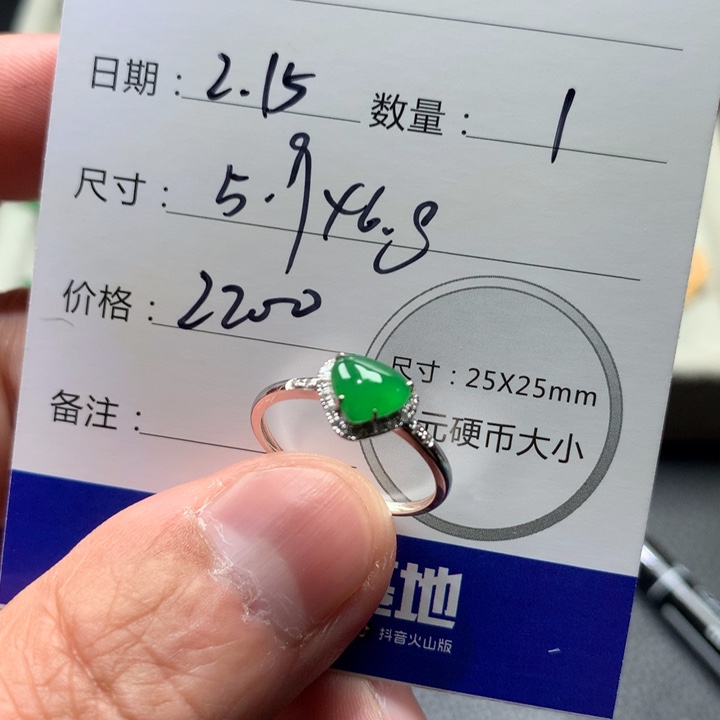 日期：2.15 数量：1
尺寸：5.9x6.8
价格：2200
尺寸：25X25mm
备注：
元硬币大小
地
抖音火山版